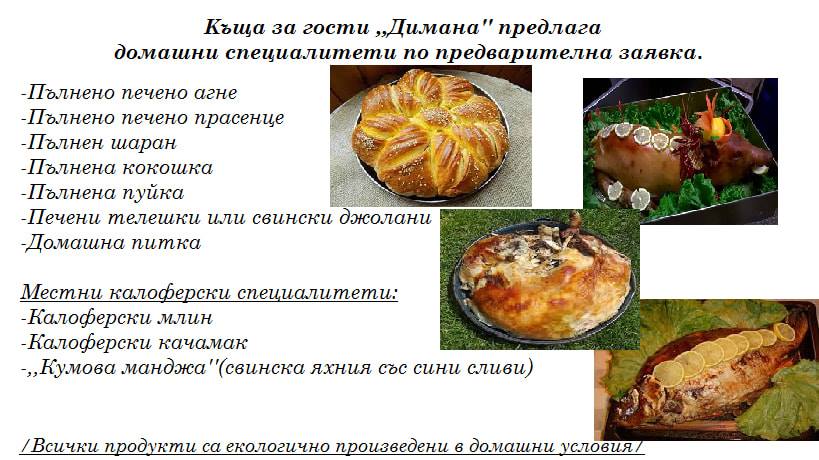 Къща за гости ,,Димана" предлага
домашни специалитети по предварителна заявка.
-Пълнено печено агне
-Пълнено печено прасенце
-Пълнен шаран
-Пълнена кокошка
-Пълнена пуйка
-Печени телешки или свински джолани
-Домашна питка
Местни калоферски специалитети:
-Калоферски млин
-Калоферски качамак
-,,Кумова манджа"(свинска яхния със сини сливи)
/Всички продукти са екологично произведени в домашни условия/